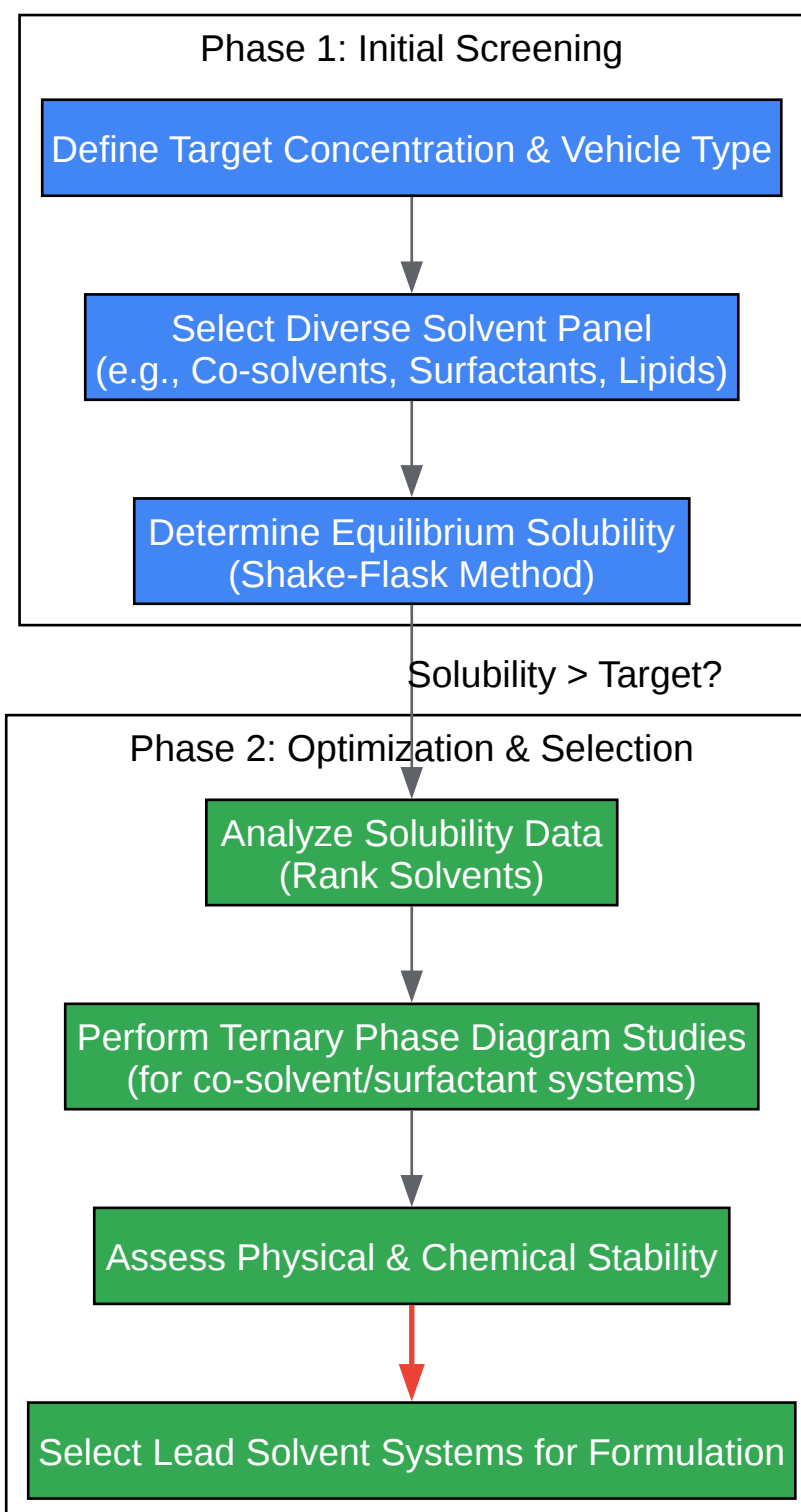 Phase 1: Initial Screening
Define Target Concentration & Vehicle Type
Select Diverse Solvent Panel
(e.g., Co-solvents, Surfactants, Lipids)
Determine Equilibrium Solubility
(Shake-Flask Method)
Solubility > Target?
Phase 2: Optimization & Selection
Analyze Solubility Data
(Rank Solvents)
Perform Ternary Phase Diagram Studies
(for co-solvent/surfactant systems)
Assess Physical & Chemical Stability
Select Lead Solvent Systems for Formulation